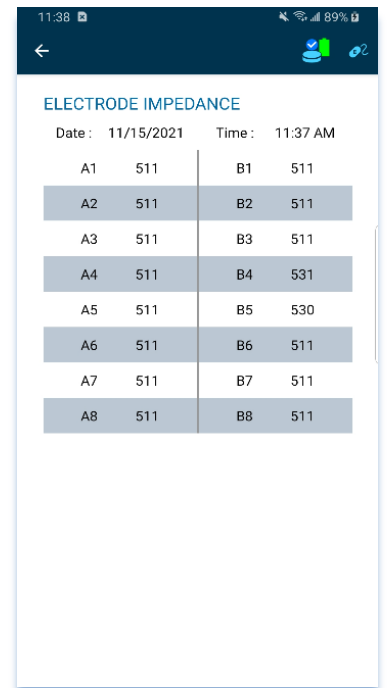 11:38 89%
2
ELECTRODE IMPEDANCE
Date : 11/15/2021 Time : 11:37 AM
A1 511 B1 511
A2 511 B2 511
A3 511 B3 511
A4 511 B4 531
A5 511 B5 530
A6 511 B6 511
A7 511 B7 511
A8 511 B8 511